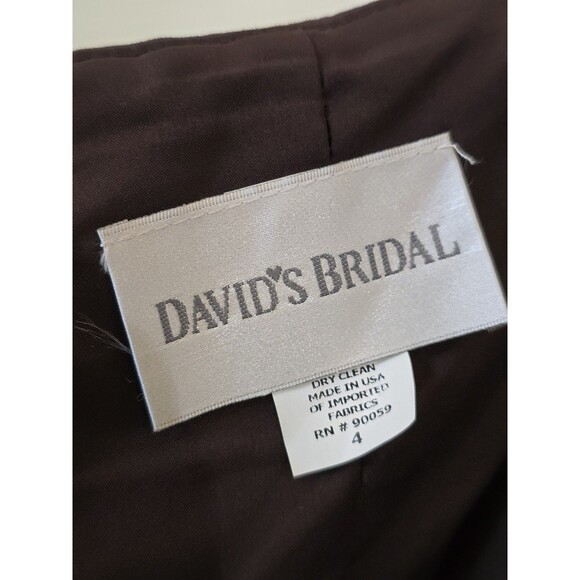 DAVID'S BRIDAL
DRY CLEAN
MADE IN USA
OF IMPORTED
FABRICS
RN # 90059
4